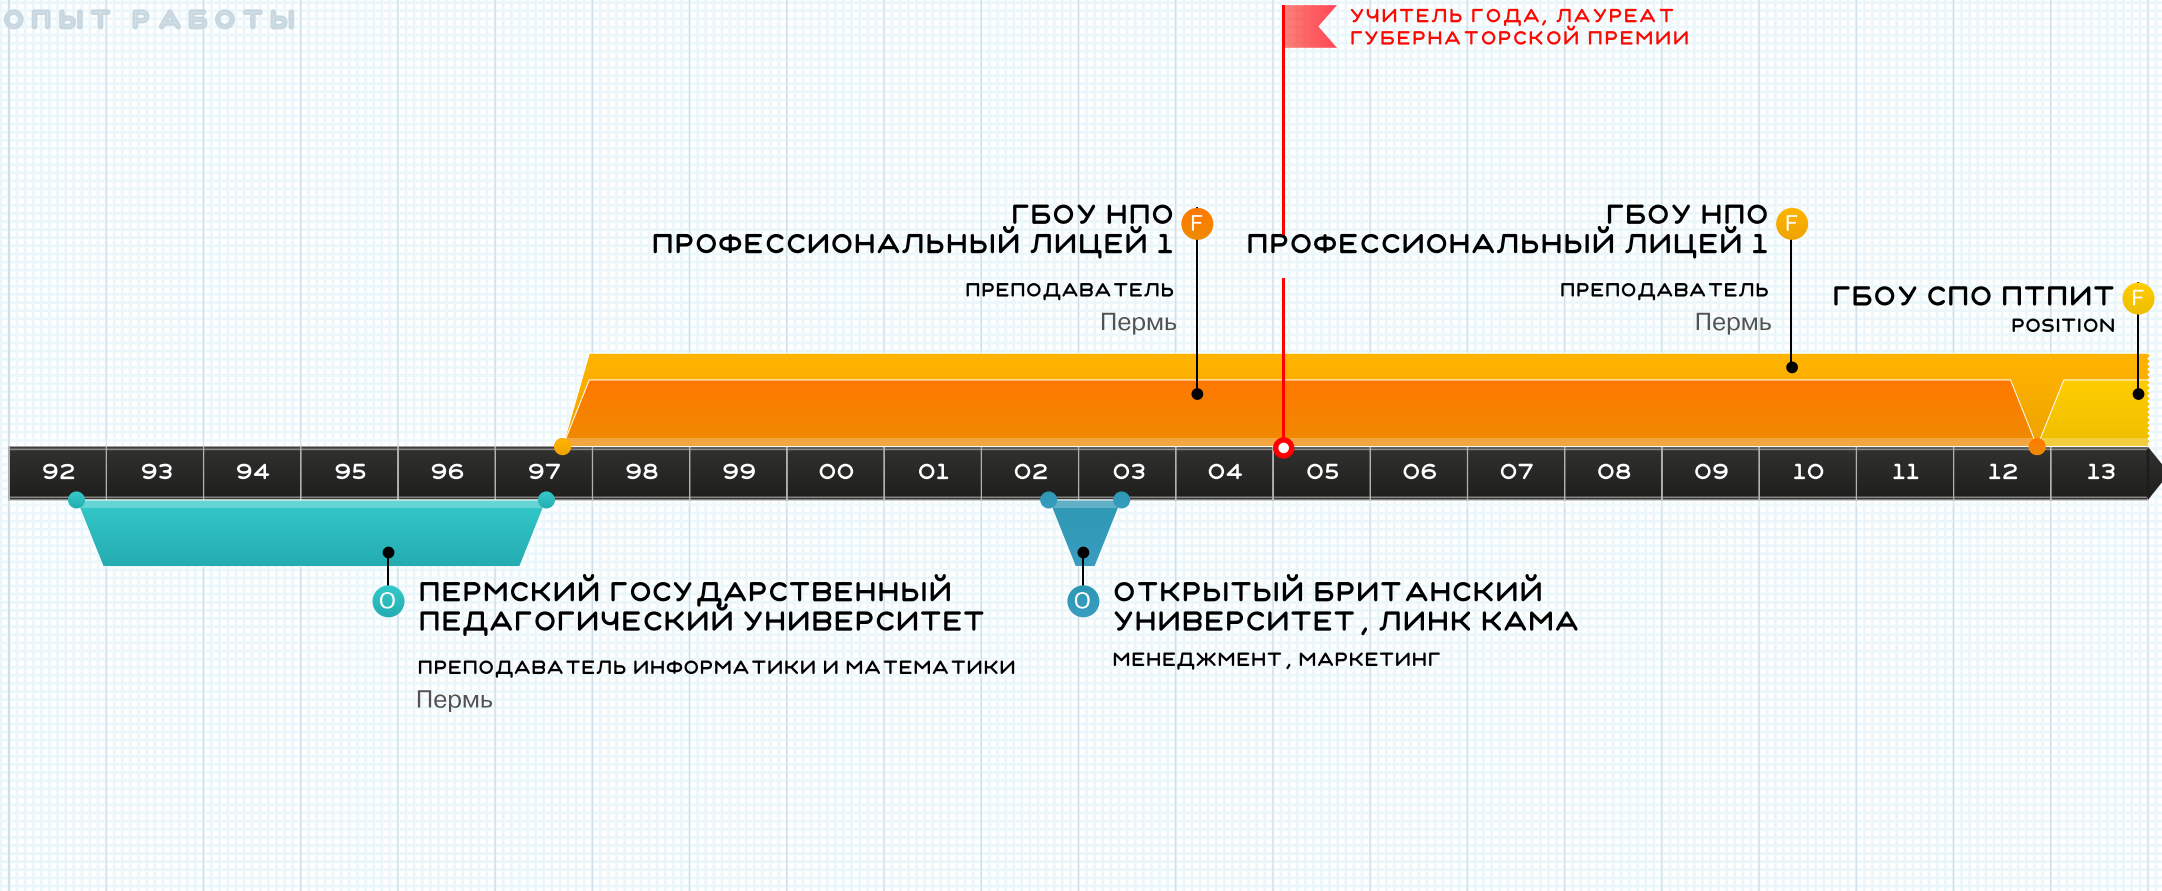 ОПЫТ РАБОТЫ
УЧИТЕЛЬ ГОДА, ЛАУРЕАТ
ГУБЕРНАТОРСКОЙ ПРЕМИИ
ГБОУ НПО
ПРОФЕССИОНАЛЬНЫЙ ЛИЦЕЙ 1
F
ПРЕПОДАВАТЕЛЬ
Пермь
ГБОУ НПО
ПРОФЕССИОНАЛЬНЫЙ ЛИЦЕЙ 1
F
ПРЕПОДАВАТЕЛЬ
Пермь
ГБОУ СПО ПТПИТ
F
POSITION
92 93 94 95 96 97 98 99 00 01 02 03 04 05 06 07 08 09 10 11 12 13
O
ПЕРМСКИЙ ГОСУДАРСТВЕННЫЙ
ПЕДАГОГИЧЕСКИЙ УНИВЕРСИТЕТ
ПРЕПОДАВАТЕЛЬ ИНФОРМАТИКИ И МАТЕМАТИКИ
Пермь
O
ОТКРЫТЫЙ БРИТАНСКИЙ
УНИВЕРСИТЕТ, ЛИНК КАМА
МЕНЕДЖМЕНТ, МАРКЕТИНГ